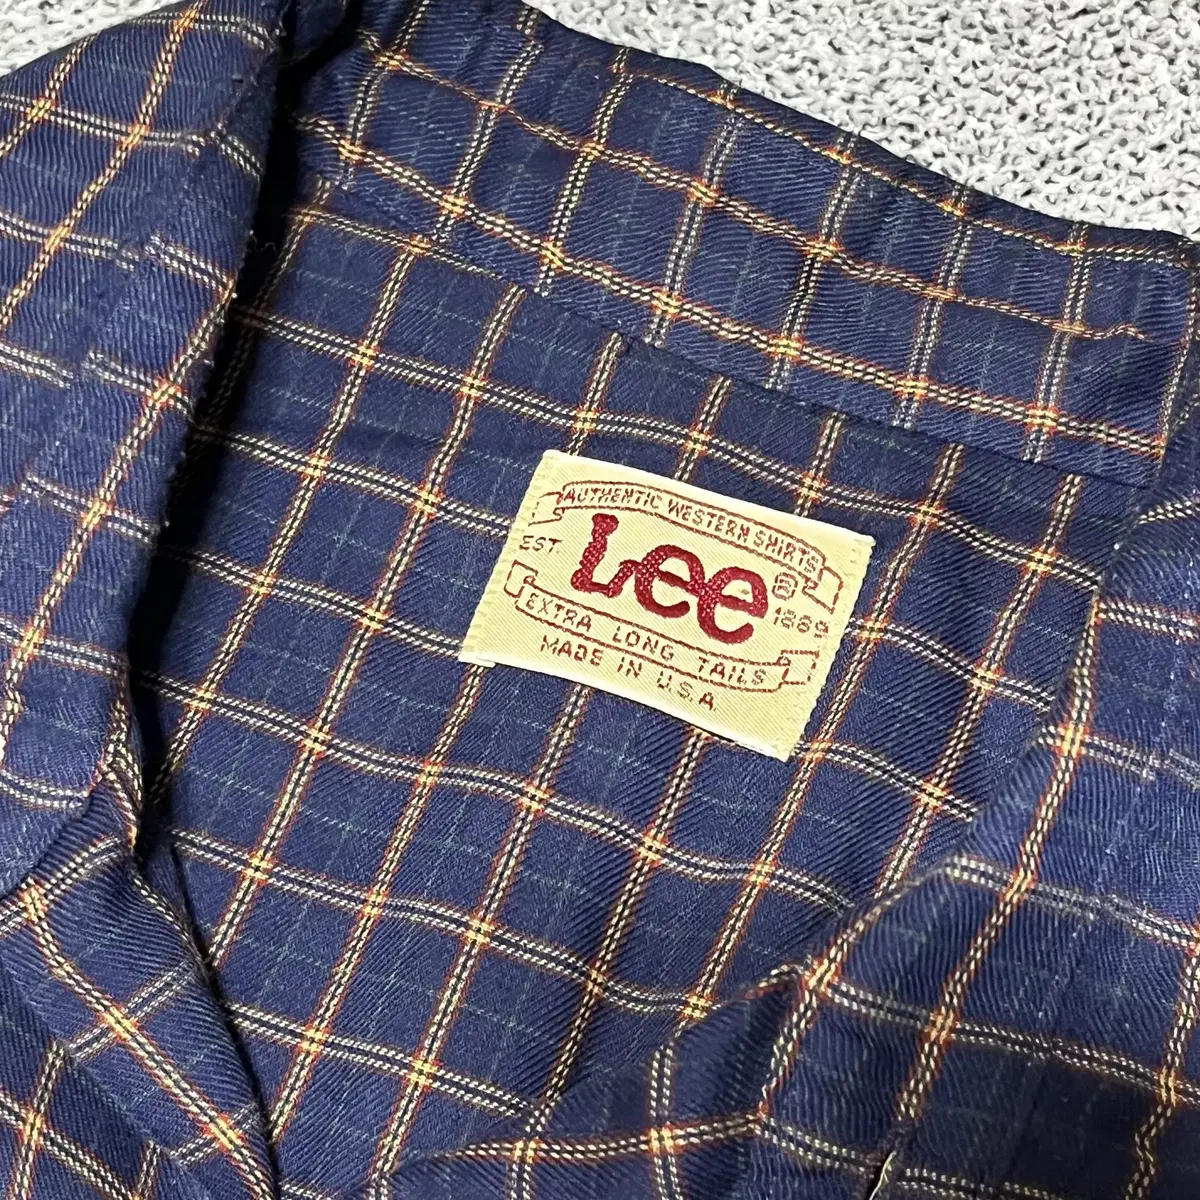 AUTHENTIC WESTERN SHIRTS
EST. Lee® 1889
EXTRA LONG TAILS
MADE IN U.S.A.